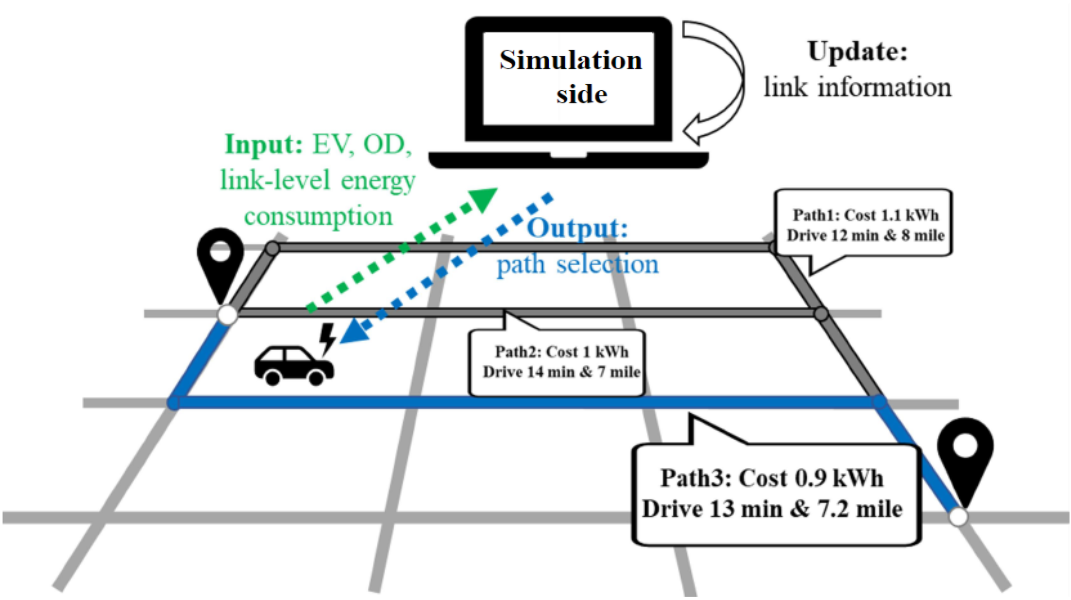 Simulation
side
Update:
link information
Input: EV, OD,
link-level energy
consumption
Output:
path selection
Path1: Cost 1.1 kWh
Drive 12 min & 8 mile
Path2: Cost 1 kWh
Drive 14 min & 7 mile
Path3: Cost 0.9 kWh
Drive 13 min & 7.2 mile